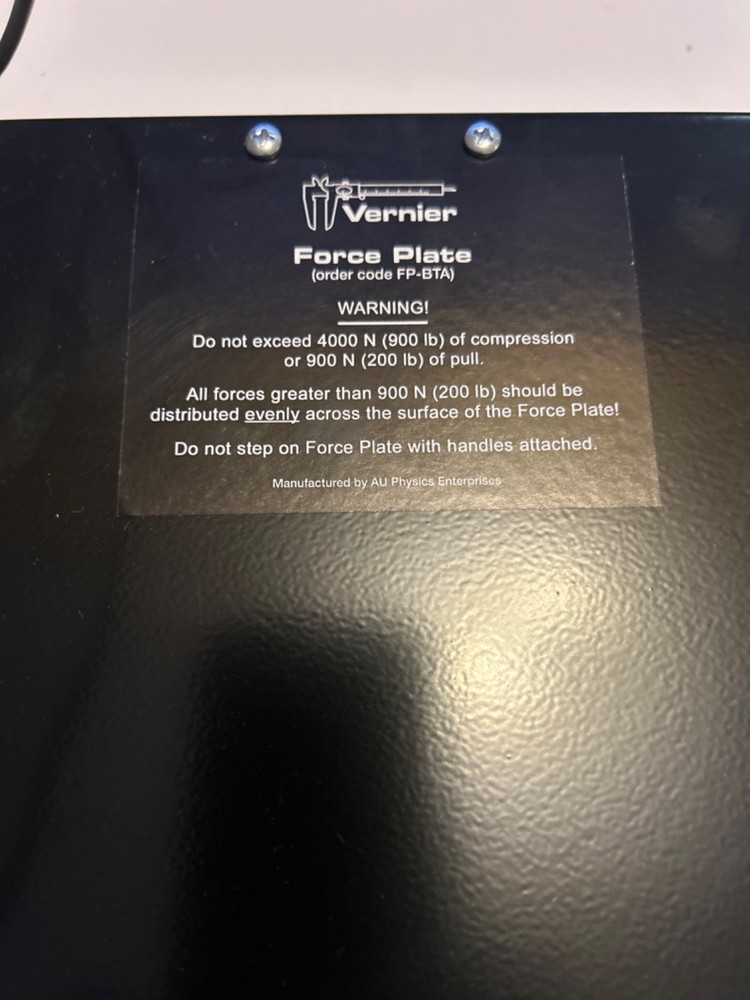 Vernier
Force Plate
(order code FP-BTA)
WARNING!
Do not exceed 4000 N (900 lb) of compression
or 900 N (200 lb) of pull.
All forces greater than 900 N (200 lb) should be
distributed evenly across the surface of the Force Plate!
Do not step on Force Plate with handles attached.
Manufactured by AU Physics Enterprises